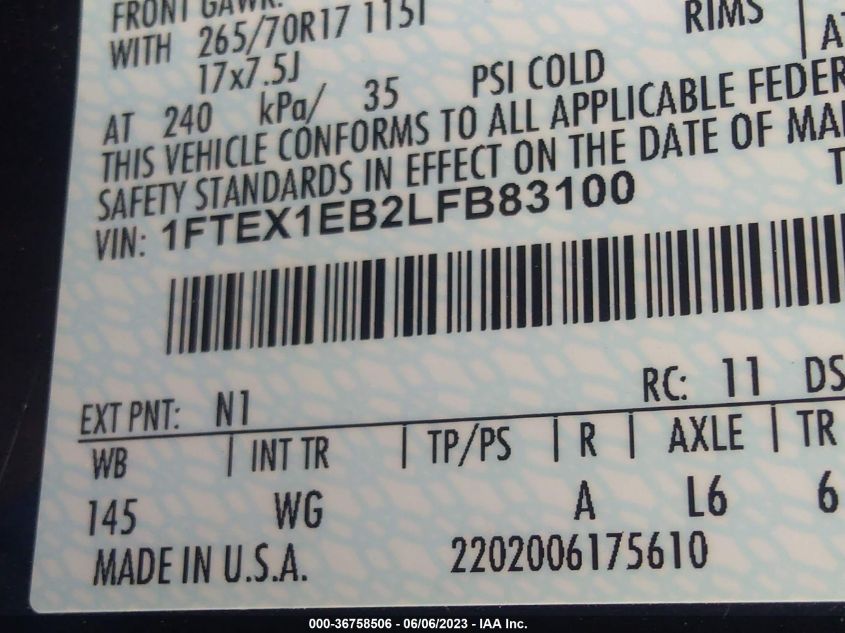 FRONT GAWR:
WITH 265/70R17 115T RIMS
17x7.5J
AT 240 kPa/ 35 PSI COLD
THIS VEHICLE CONFORMS TO ALL APPLICABLE FEDER
SAFETY STANDARDS IN EFFECT ON THE DATE OF MA
VIN: 1FTEX1EB2LFB83100
EXT PNT: N1 RC: 11 DS
WB | INT TR | TP/PS | R | AXLE | TR
145 WG A L6 6
MADE IN U.S.A. 2202006175610
000-36758506 - 06/06/2023 - IAA Inc.